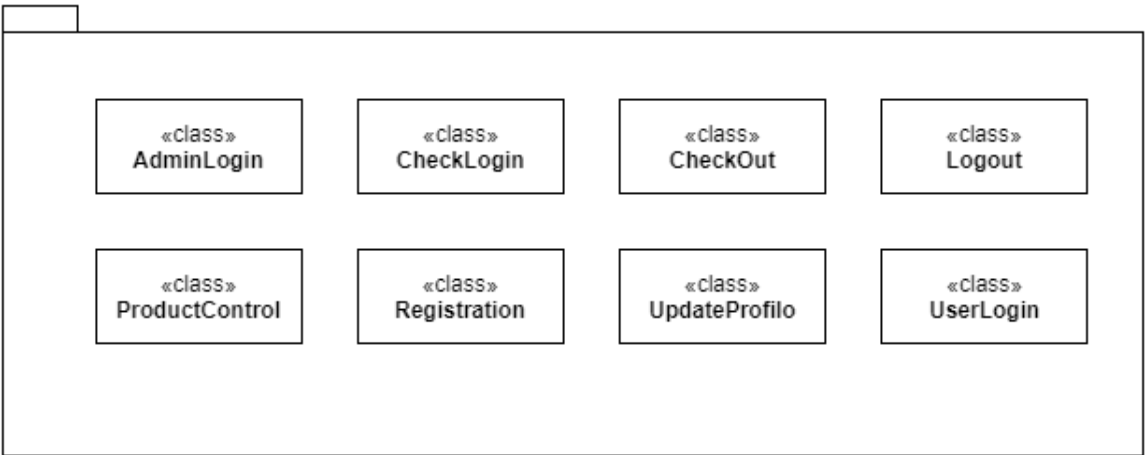 «class»
AdminLogin
«class»
CheckLogin
«class»
CheckOut
«class»
Logout
«class»
ProductControl
«class»
Registration
«class»
UpdateProfilo
«class»
UserLogin